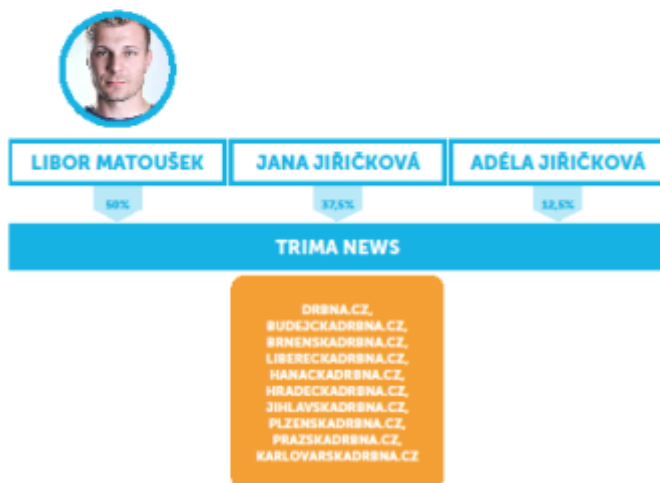 LIBOR MATOUŠEK
JANA JIŘIČKOVÁ
ADÉLA JIŘIČKOVÁ
50%
37,5%
12,5%
TRIMA NEWS
DRBNA.CZ,
BUDEJCKADRBNA.CZ,
BRNENSKADRBNA.CZ,
LIBERECKADRBNA.CZ,
HANACKADRBNA.CZ,
HRADECKADRBNA.CZ,
JIHLAVSKADRBNA.CZ,
PLZENSKADRBNA.CZ,
PRAZSKADRBNA.CZ,
KARLOVARSKADRBNA.CZ